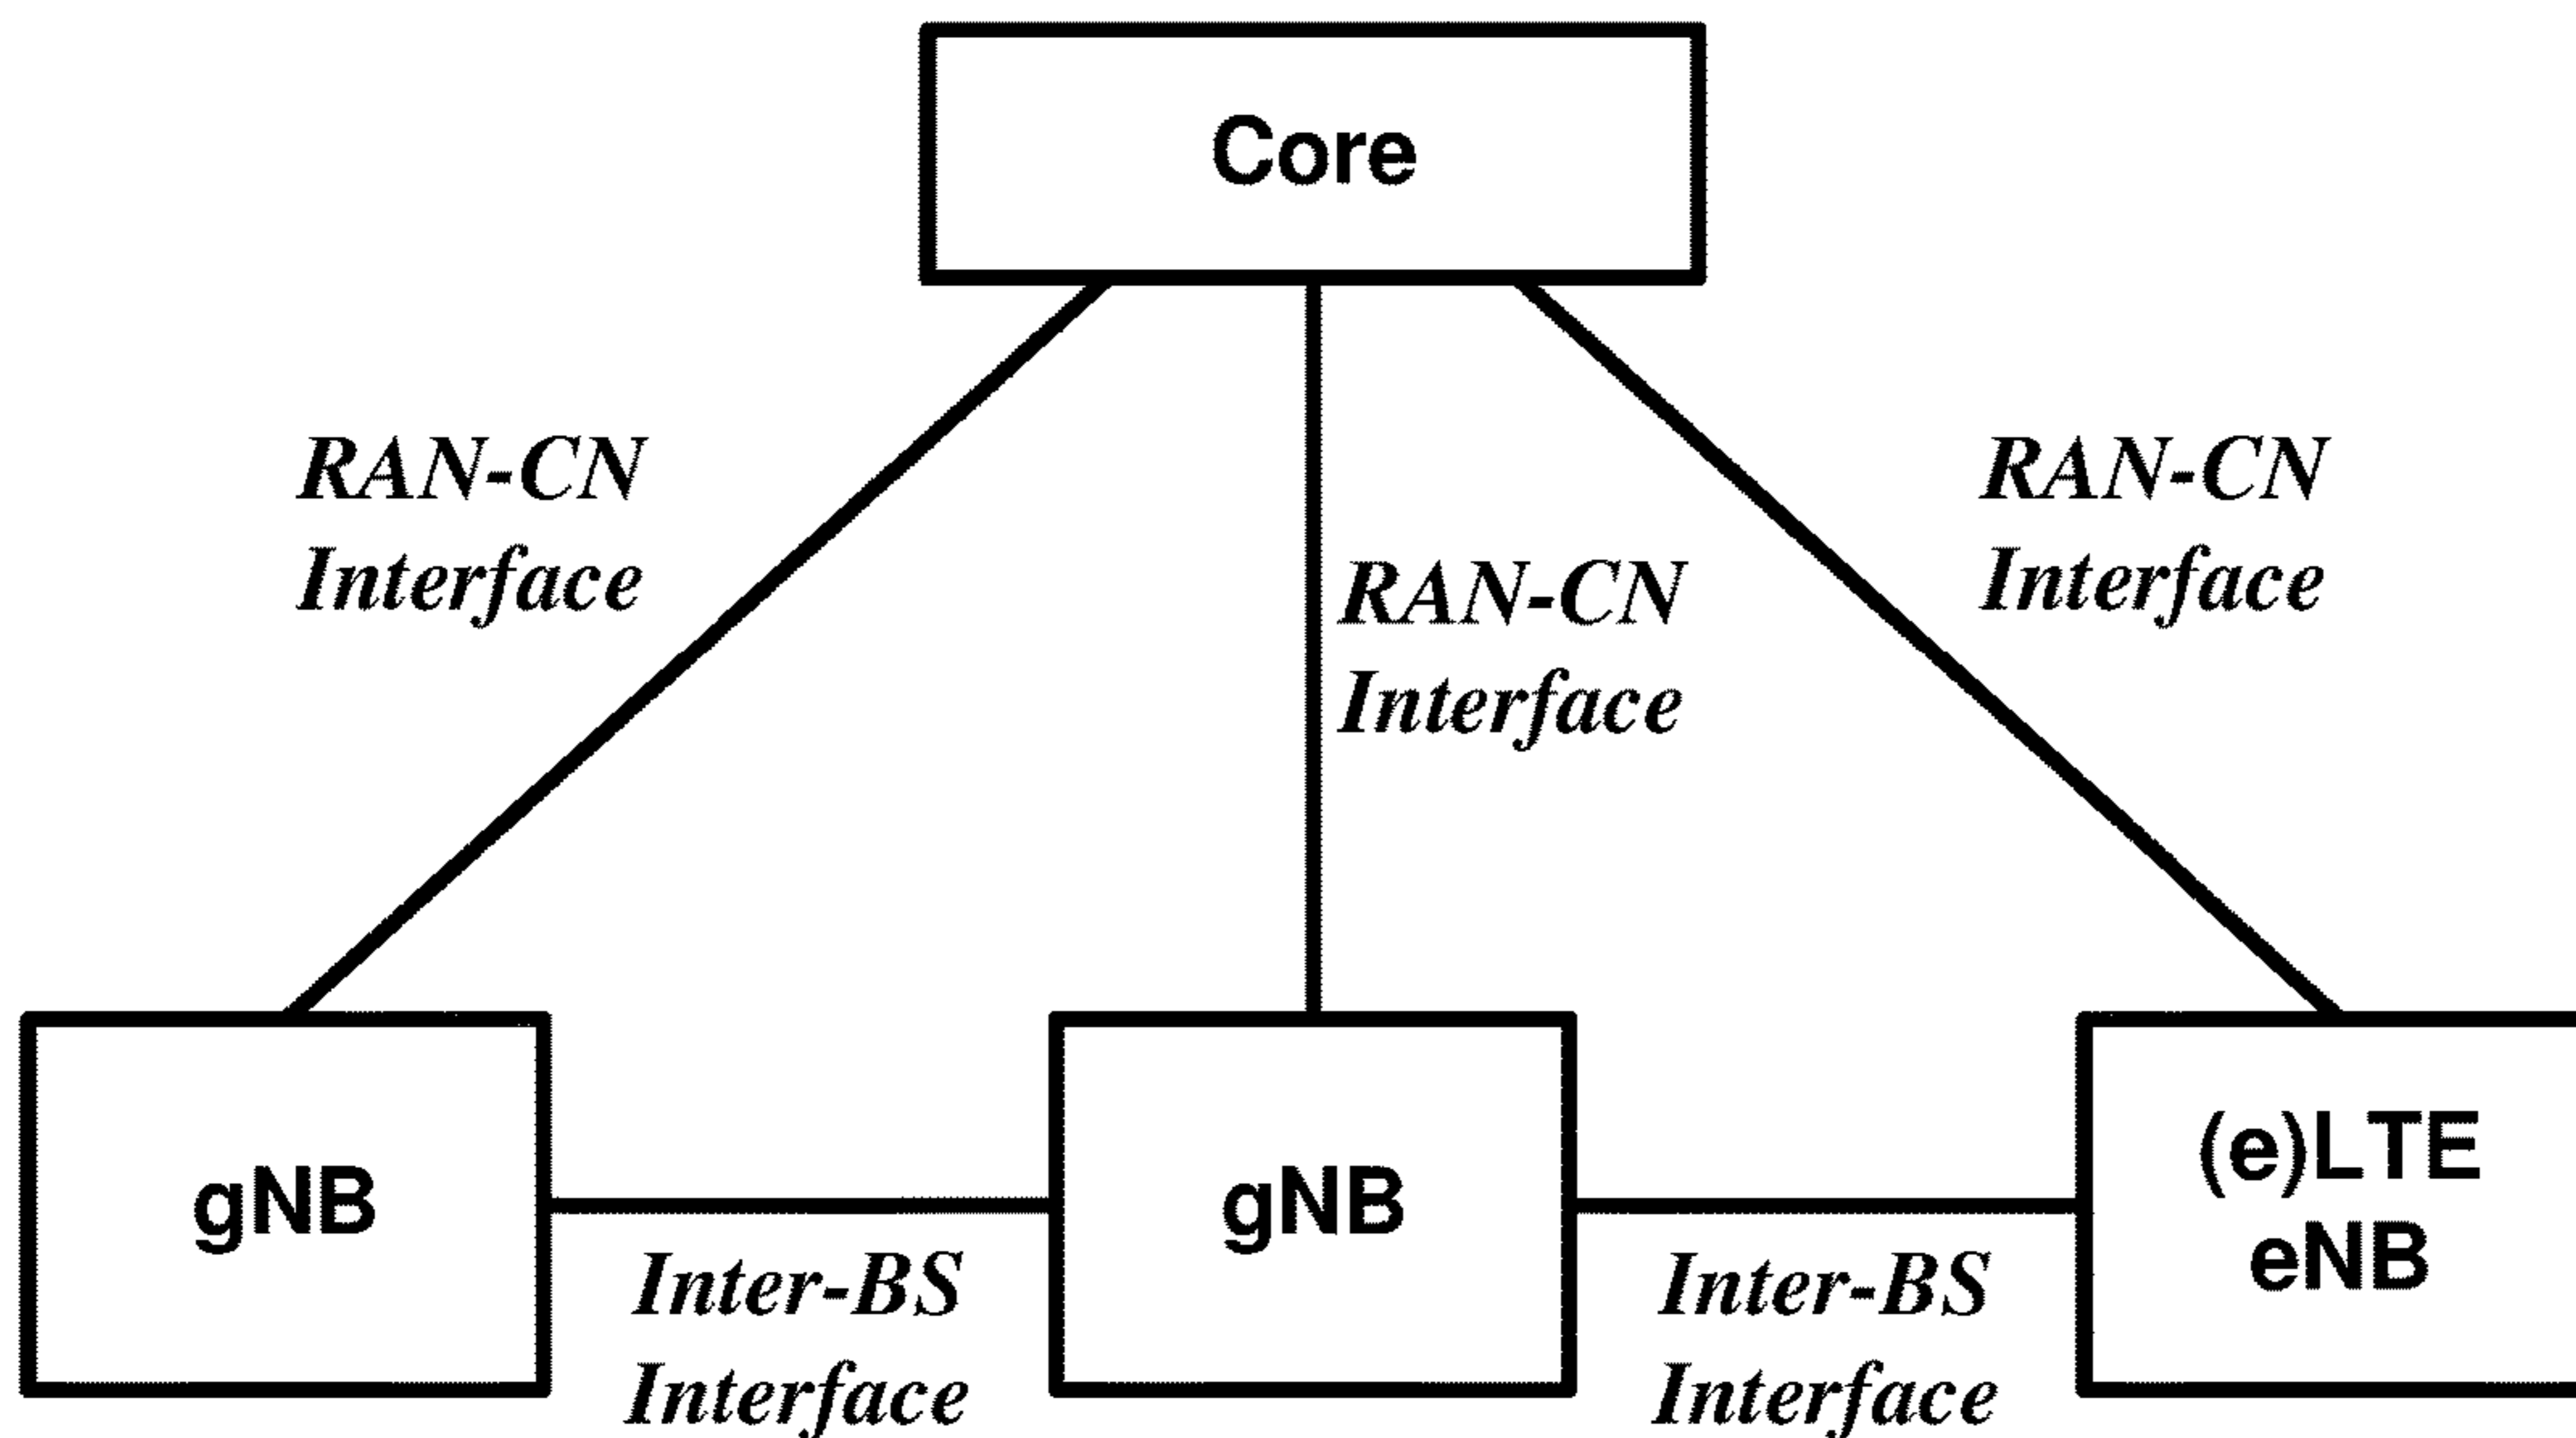 Core
RAN-CN
Interface
RAN-CN
Interface
RAN-CN
Interface
gNB
gNB
(e)LTE
eNB
Inter-BS
Interface
Inter-BS
Interface